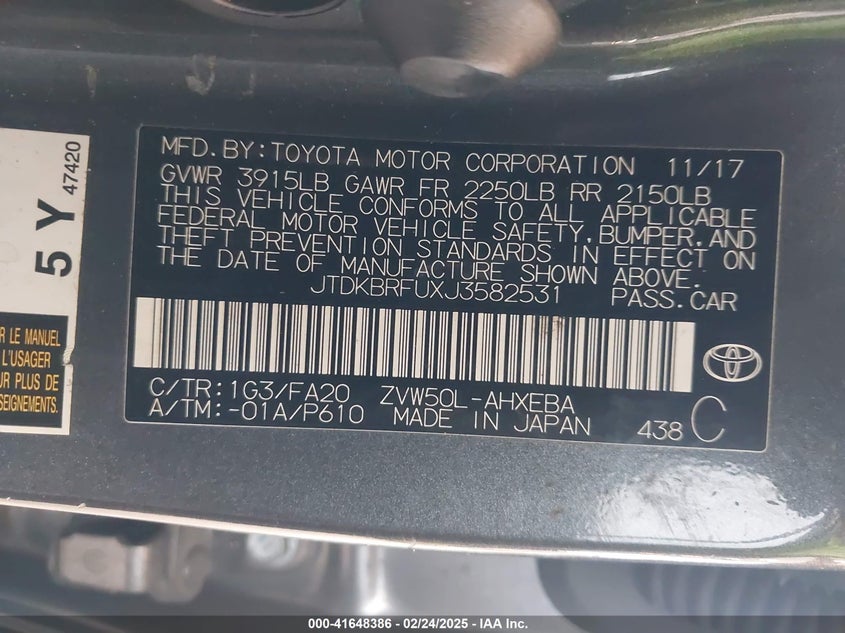 5 Y 47420
R LE MANUEL
L'USAGER
UR PLUS DE
SEIGNEMENTS.
MFD.BY:TOYOTA MOTOR CORPORATION 11/17
GVWR 3915LB GAWR FR 2250LB RR 2150LB
THIS VEHICLE CONFORMS TO ALL APPLICABLE
FEDERAL MOTOR VEHICLE SAFETY,BUMPER,AND
THEFT PREVENTION STANDARDS IN EFFECT ON
THE DATE OF MANUFACTURE SHOWN ABOVE.
JTDKBRFUXJ3582531 PASS.CAR
C/TR:1G3/FA20 ZVW50L-AHXEBA
A/TM:-01A/P610 MADE IN JAPAN 438 C
000-41648386 - 02/24/2025 - IAA Inc.